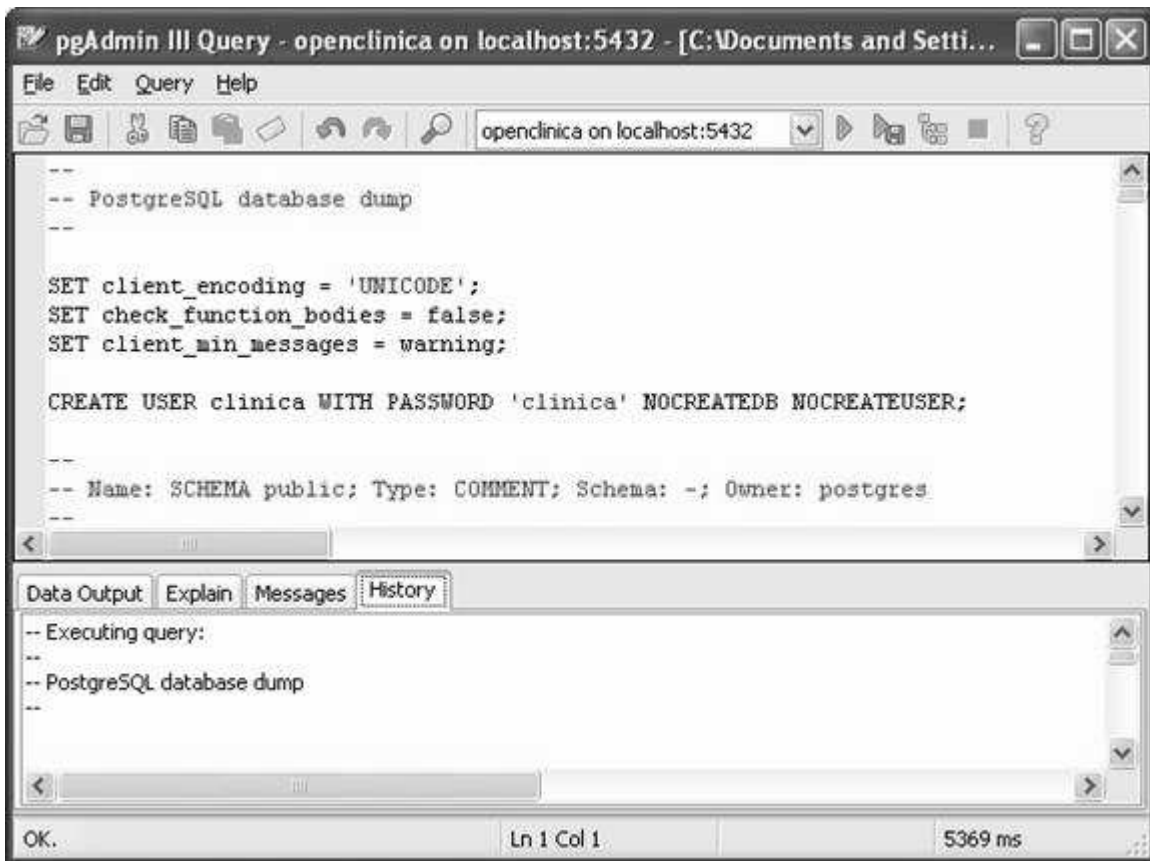 pgAdmin III Query - openclinica on localhost:5432 - [C:\Documents and Setti...
File Edit Query Help
openclinica on localhost:5432
--
-- PostgreSQL database dump
--
SET client_encoding = 'UNICODE';
SET check_function_bodies = false;
SET client_min_messages = warning;
CREATE USER clinica WITH PASSWORD 'clinica' NOCREATEDB NOCREATEUSER;
--
-- Name: SCHEMA public; Type: COMMENT; Schema: -; Owner: postgres
--
Data Output Explain Messages History
-- Executing query:
--
-- PostgreSQL database dump
--
OK. Ln 1 Col 1 5369 ms